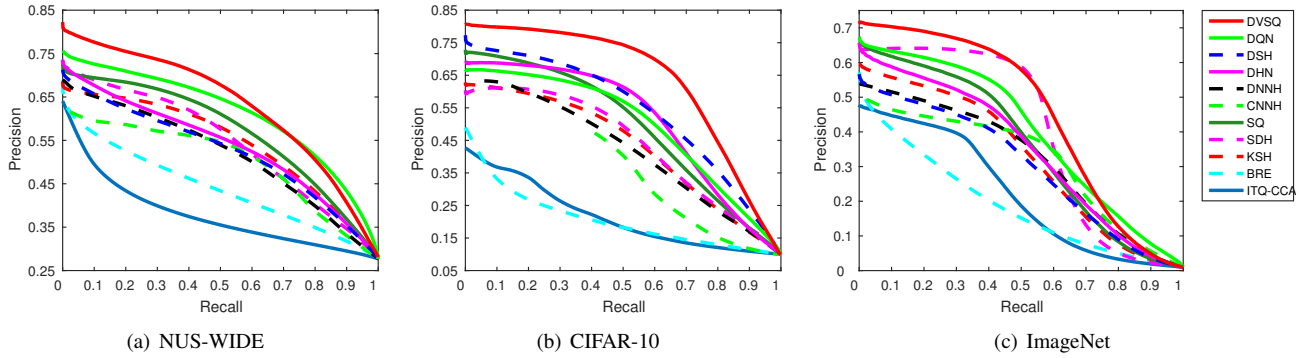 0.85
0.75
0.65
0.55
0.45
0.35
0.25
Precision
0 0.1 0.2 0.3 0.4 0.5 0.6 0.7 0.8 0.9 1
Recall
(a) NUS-WIDE
0.85
0.75
0.65
0.55
0.45
0.35
0.25
0.15
0.05
Precision
0 0.1 0.2 0.3 0.4 0.5 0.6 0.7 0.8 0.9 1
Recall
(b) CIFAR-10
0.7
0.6
0.5
0.4
0.3
0.2
0.1
0
Precision
0 0.1 0.2 0.3 0.4 0.5 0.6 0.7 0.8 0.9 1
Recall
(c) ImageNet
DVSQ
DQN
DSH
DHN
DNNH
CNNH
SQ
SDH
KSH
BRE
ITQ-CCA